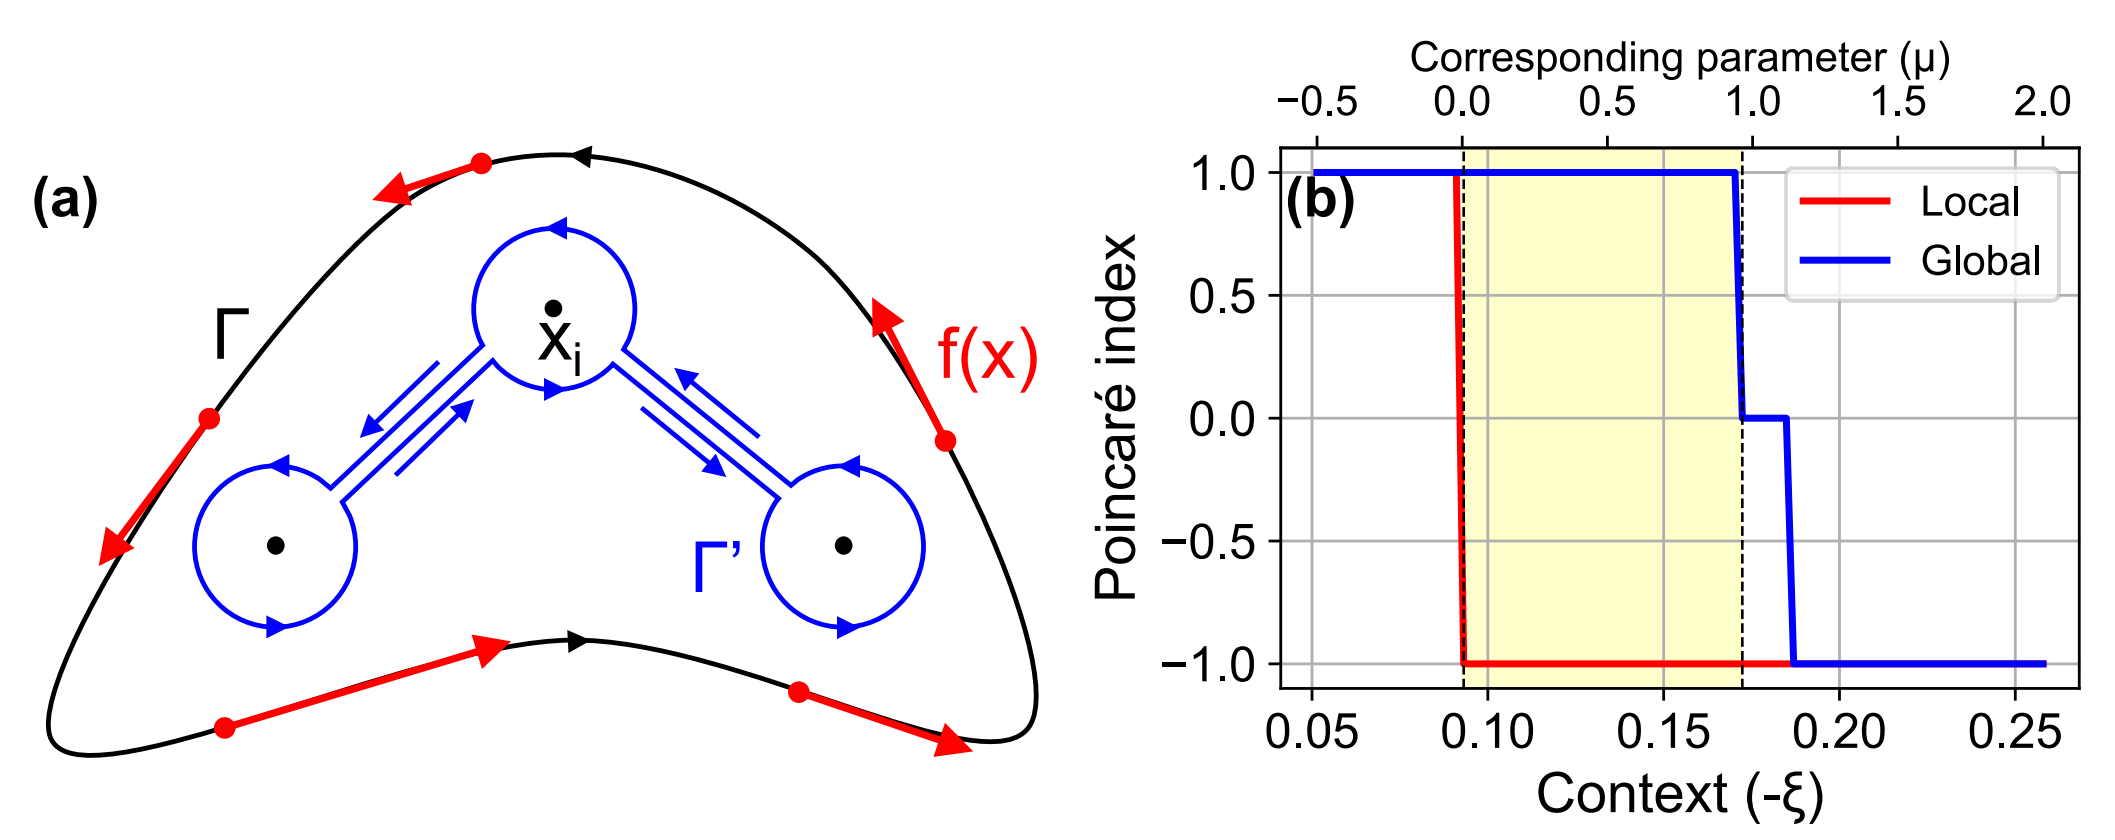 (a)
Γ
ẋᵢ
f(x)
Γ’
Corresponding parameter (μ)
−0.5 0.0 0.5 1.0 1.5 2.0
(b)
Local
Global
Poincaré index
1.0
0.5
0.0
−0.5
−1.0
0.05 0.10 0.15 0.20 0.25
Context (-ξ)